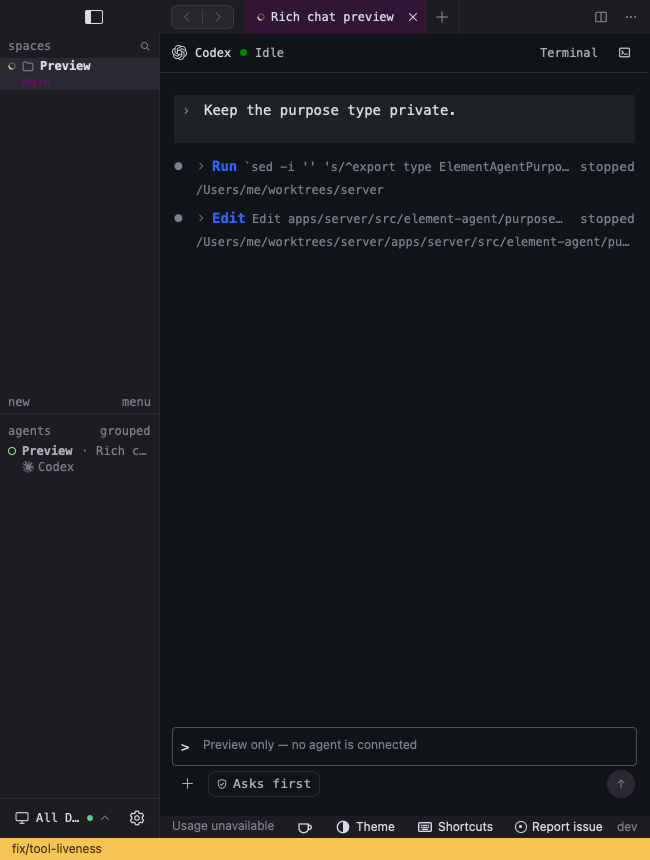 Rich chat preview
spaces
Preview
main
Codex Idle
Terminal
› Keep the purpose type private.
› Run `sed -i '' 's/^export type ElementAgentPurpo… stopped
/Users/me/worktrees/server
› Edit Edit apps/server/src/element-agent/purpose… stopped
/Users/me/worktrees/server/apps/server/src/element-agent/pu…
new menu
agents grouped
Preview · Rich c…
Codex
> Preview only — no agent is connected
Asks first
All D…
Usage unavailable
Theme
Shortcuts
Report issue
dev
fix/tool-liveness